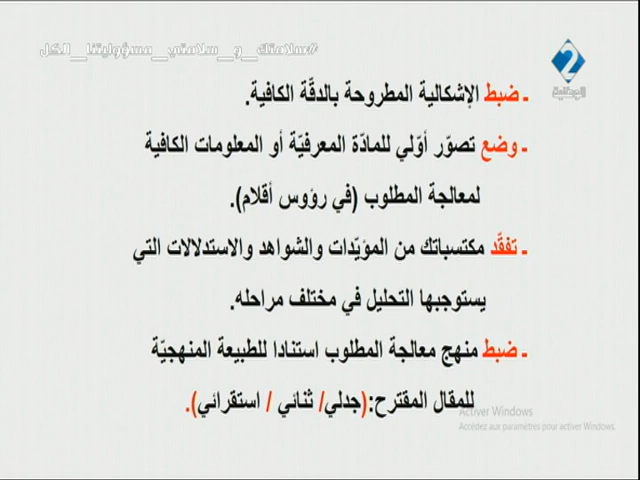 #سلامتك_و_سلامتي_مسؤوليتنا_الكل
2
الوطنية
ـ ضبط الإشكالية المطروحة بالدقّة الكافية.
ـ وضع تصوّر أوّلي للمادّة المعرفيّة أو المعلومات الكافية
لمعالجة المطلوب (في رؤوس أقلام).
ـ تفقّد مكتسباتك من المؤيّدات والشواهد والاستدلالات التي
يستوجبها التحليل في مختلف مراحله.
ـ ضبط منهج معالجة المطلوب استنادا للطبيعة المنهجيّة
للمقال المقترح:(جدلي/ ثنائي / استقرائي).
Activer Windows
Accédez aux paramètres pour activer Windows.